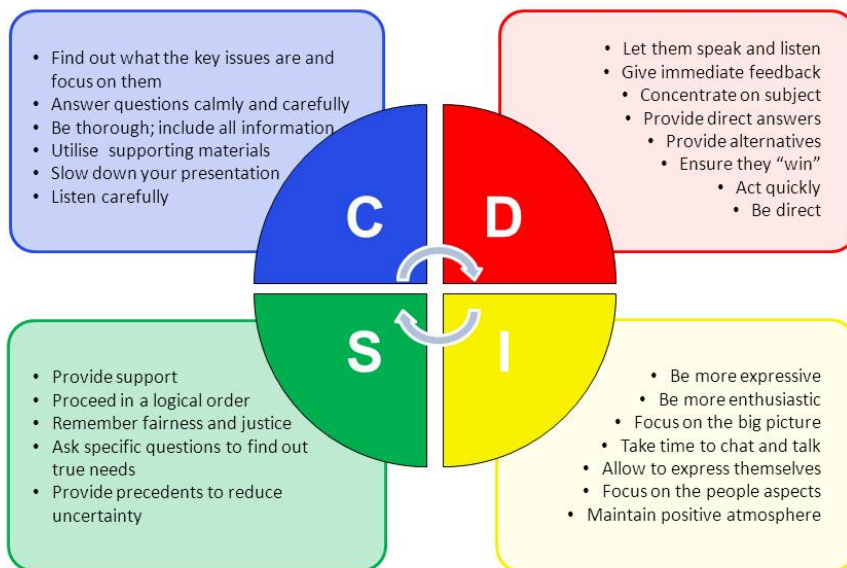 • Find out what the key issues are and
focus on them
• Answer questions calmly and carefully
• Be thorough; include all information
• Utilise supporting materials
• Slow down your presentation
• Listen carefully
• Let them speak and listen
• Give immediate feedback
• Concentrate on subject
• Provide direct answers
• Provide alternatives
• Ensure they “win”
• Act quickly
• Be direct
C
D
S
I
• Provide support
• Proceed in a logical order
• Remember fairness and justice
• Ask specific questions to find out
true needs
• Provide precedents to reduce
uncertainty
• Be more expressive
• Be more enthusiastic
• Focus on the big picture
• Take time to chat and talk
• Allow to express themselves
• Focus on the people aspects
• Maintain positive atmosphere